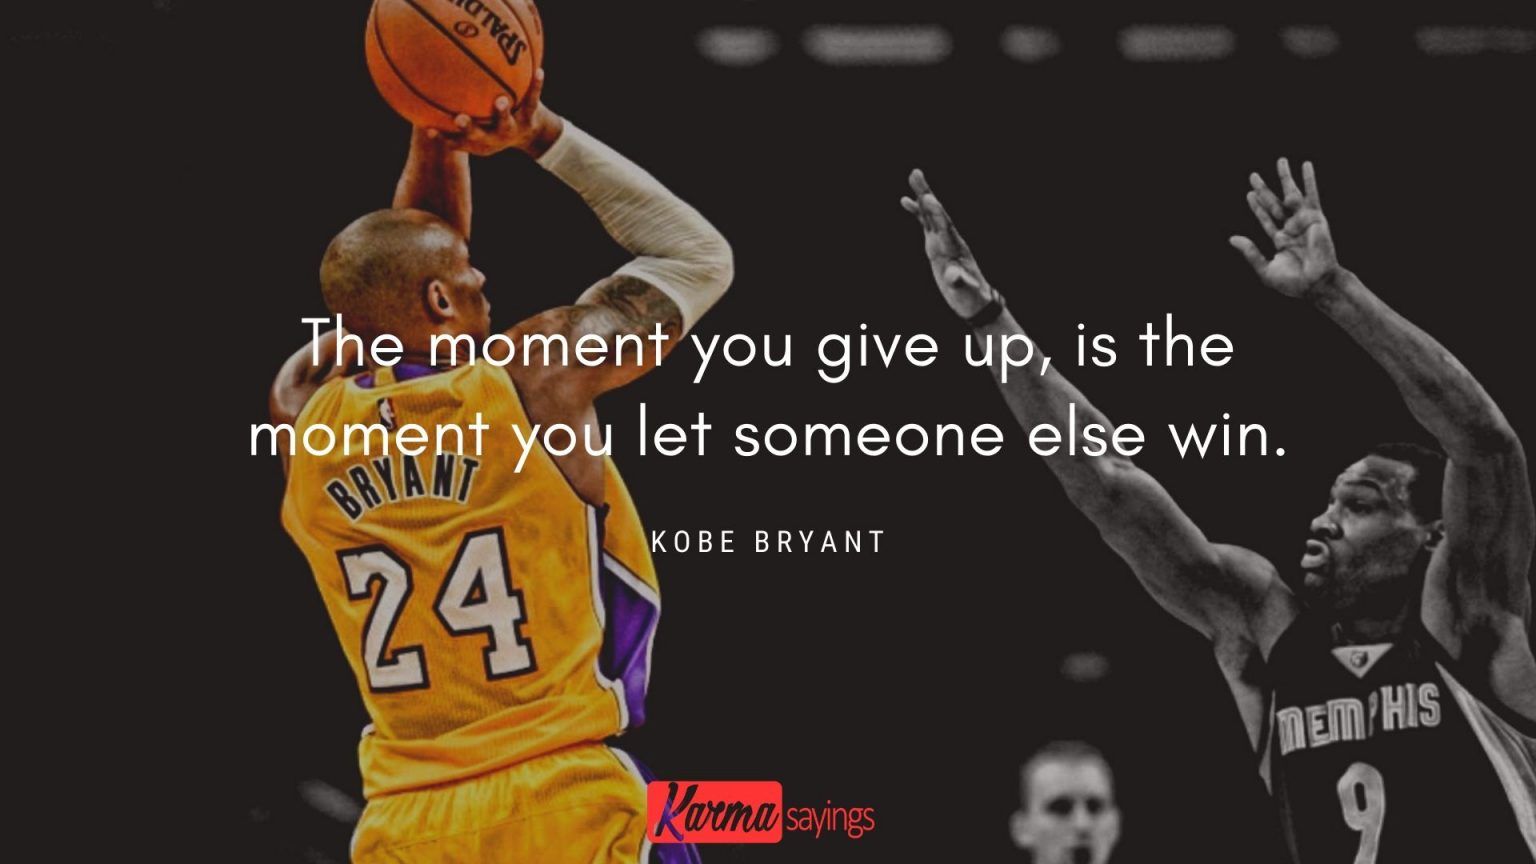 SPALDING
The moment you give up, is the
moment you let someone else win.
BRYANT
KOBE BRYANT
24
MEMPHIS
9
Karma sayings